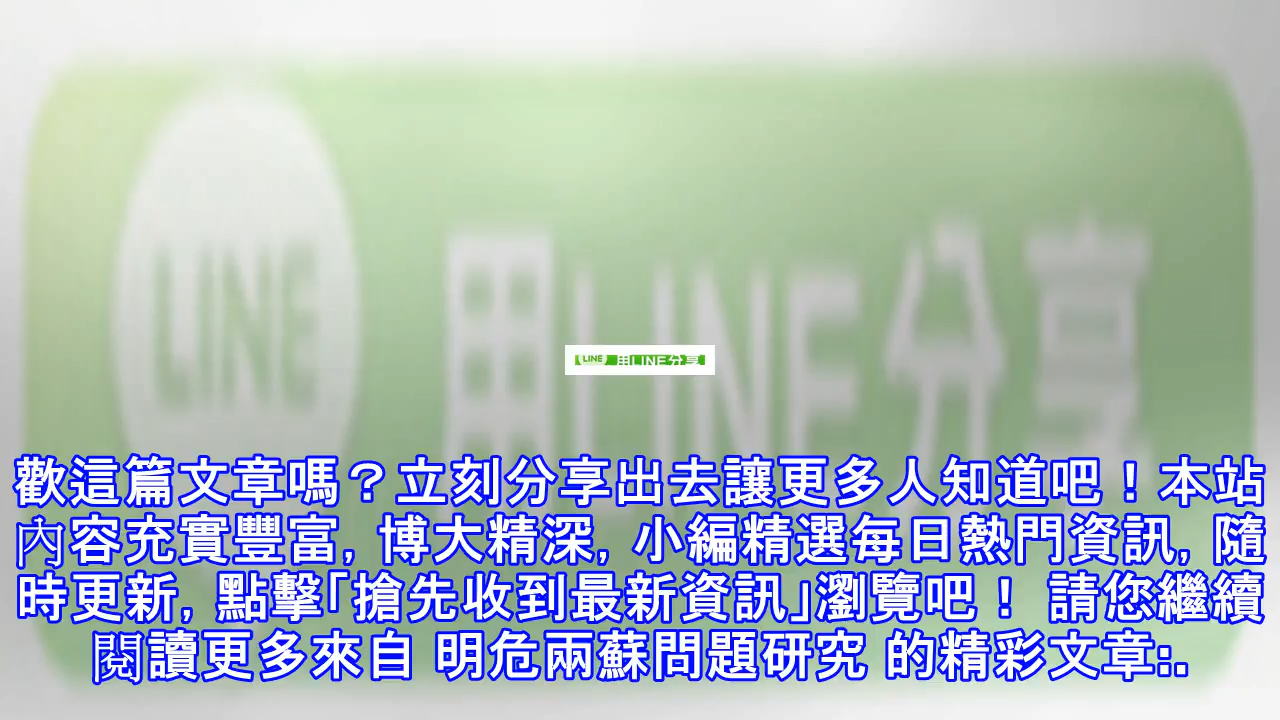 LINE
用LINE分享
LINE 用LINE分享
歡這篇文章嗎？立刻分享出去讓更多人知道吧！本站
內容充實豐富，博大精深，小編精選每日熱門資訊，隨
時更新，點擊「搶先收到最新資訊」瀏覽吧！ 請您繼續
閱讀更多來自 明危兩蘇問題研究 的精彩文章:.